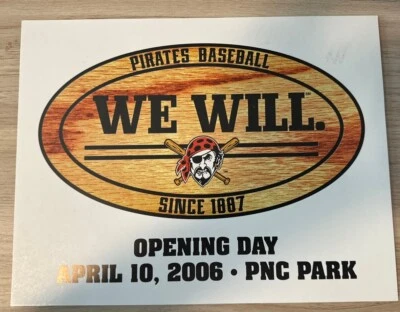 PIRATES BASEBALL
WE WILL.
SINCE 1887
OPENING DAY
APRIL 10, 2006 • PNC PARK